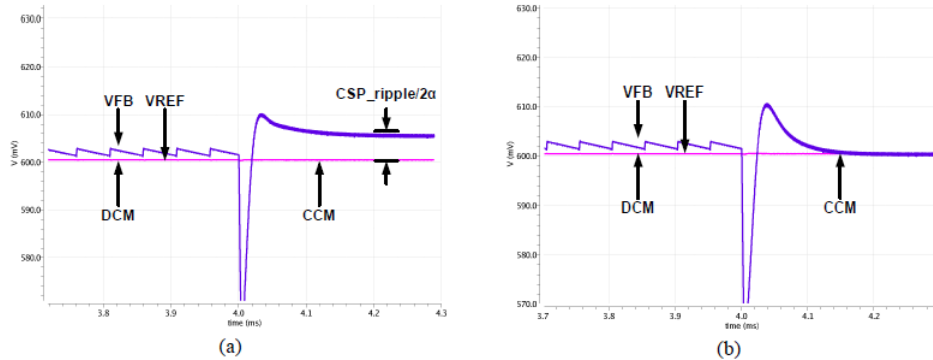 630.0
620.0
610.0
600.0
590.0
580.0
V (mV)
VFB
VREF
CSP_ripple/2α
DCM
CCM
3.8
3.9
4.0
4.1
4.2
4.3
time (ms)
(a)
630.0
620.0
610.0
600.0
590.0
580.0
570.0
V (mV)
VFB
VREF
DCM
CCM
3.7
3.8
3.9
4.0
4.1
4.2
time (ms)
(b)